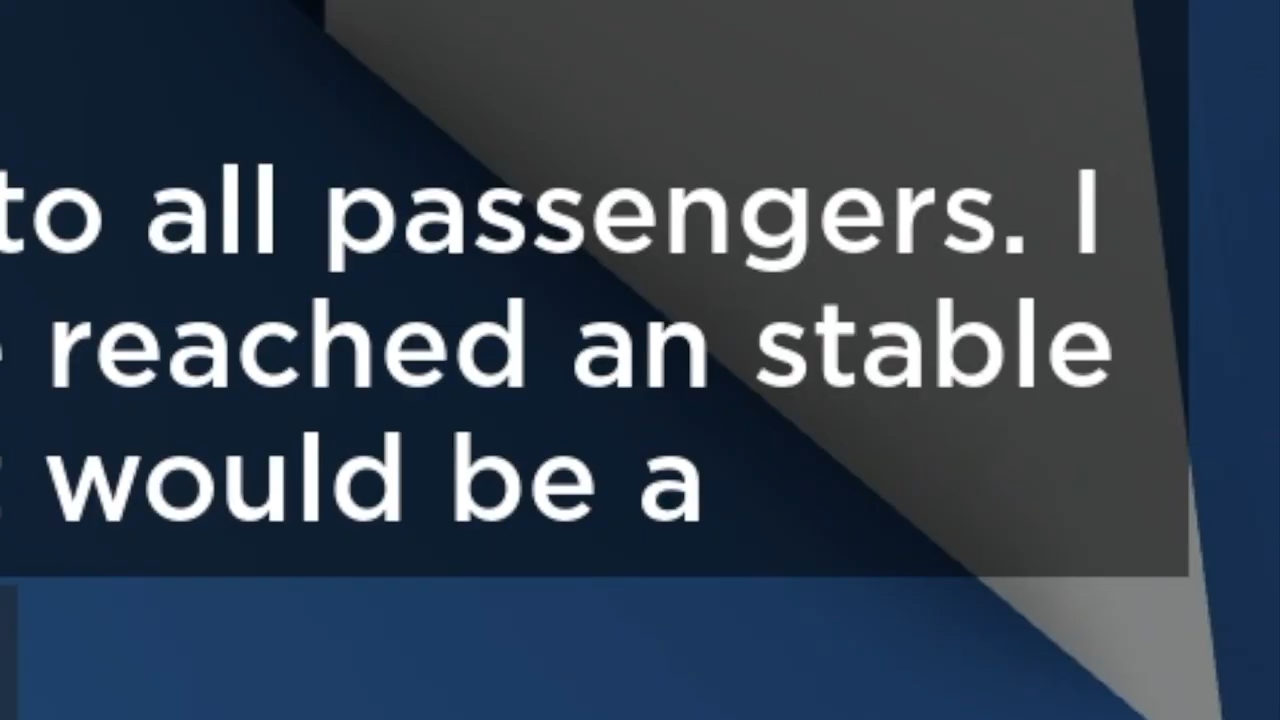 to all passengers. I
reached an stable
would be a